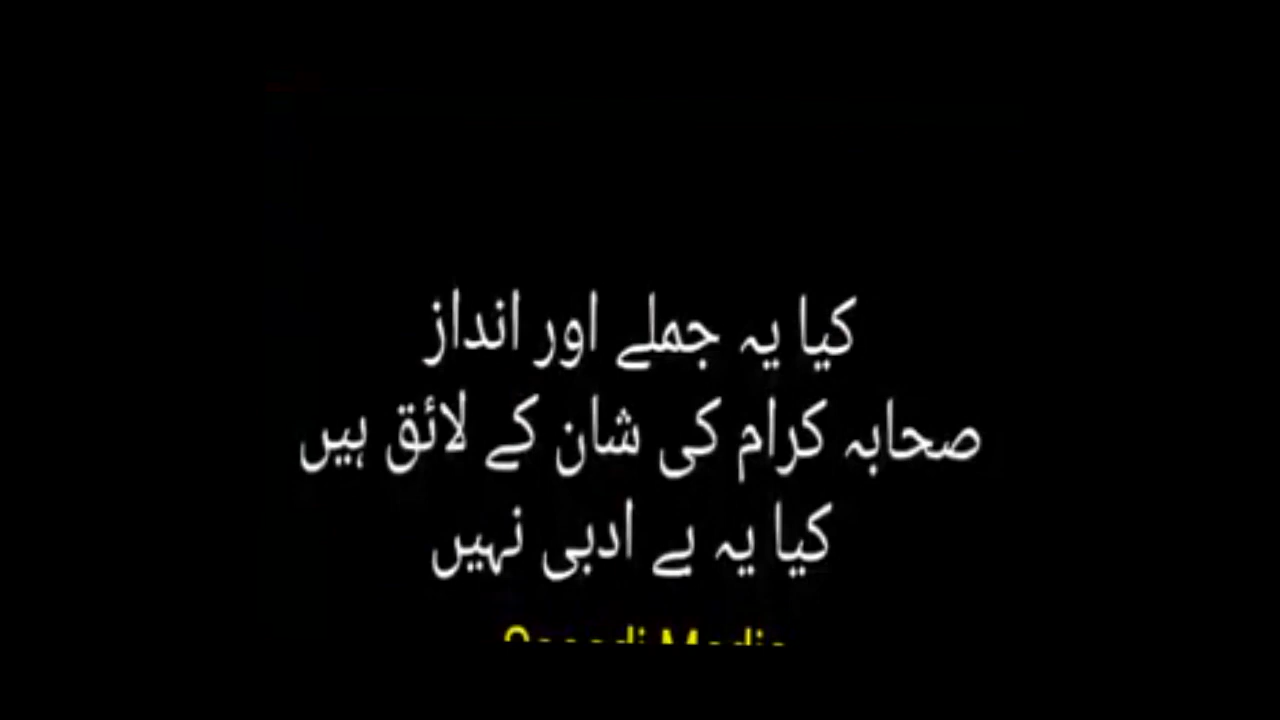 کیا یہ جملے اور انداز
صحابہ کرام کی شان کے لائق ہیں
کیا یہ بے ادبی نہیں